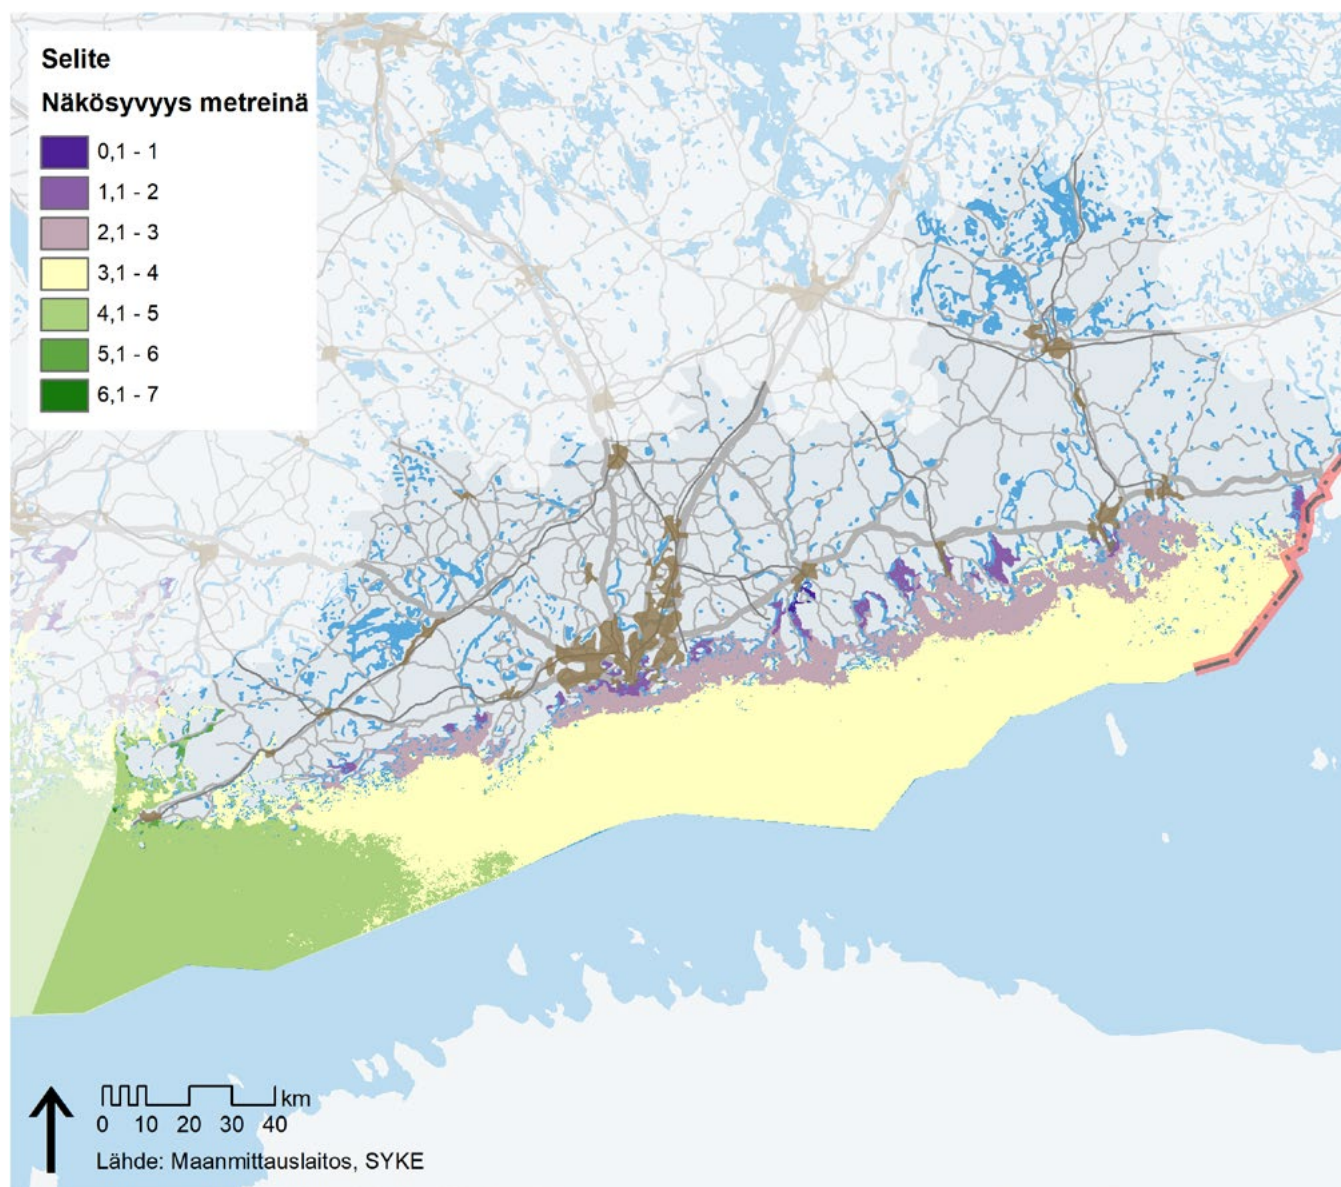 Selite
Näkösyvyys metreinä
0,1 - 1
1,1 - 2
2,1 - 3
3,1 - 4
4,1 - 5
5,1 - 6
6,1 - 7
km
0 10 20 30 40
Lähde: Maanmittauslaitos, SYKE